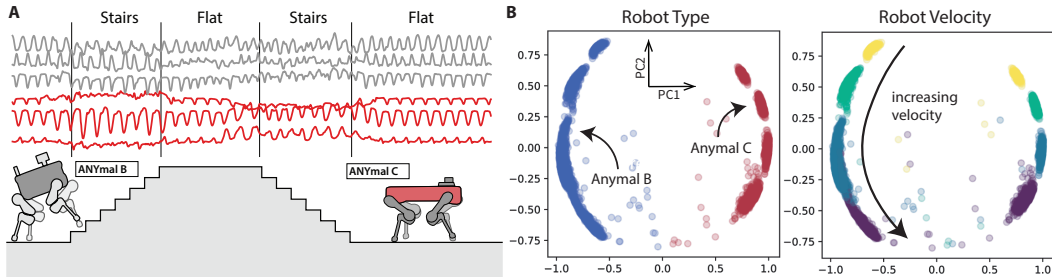 A
Stairs Flat Stairs Flat
ANYmal B
ANYmal C
B
Robot Type
0.75
0.50
0.25
0.00
−0.25
−0.50
−0.75
−1.0 −0.5 0.0 0.5 1.0
PC2
PC1
Anymal C
Anymal B
Robot Velocity
0.75
0.50
0.25
0.00
−0.25
−0.50
−0.75
−1.0 −0.5 0.0 0.5 1.0
increasing
velocity